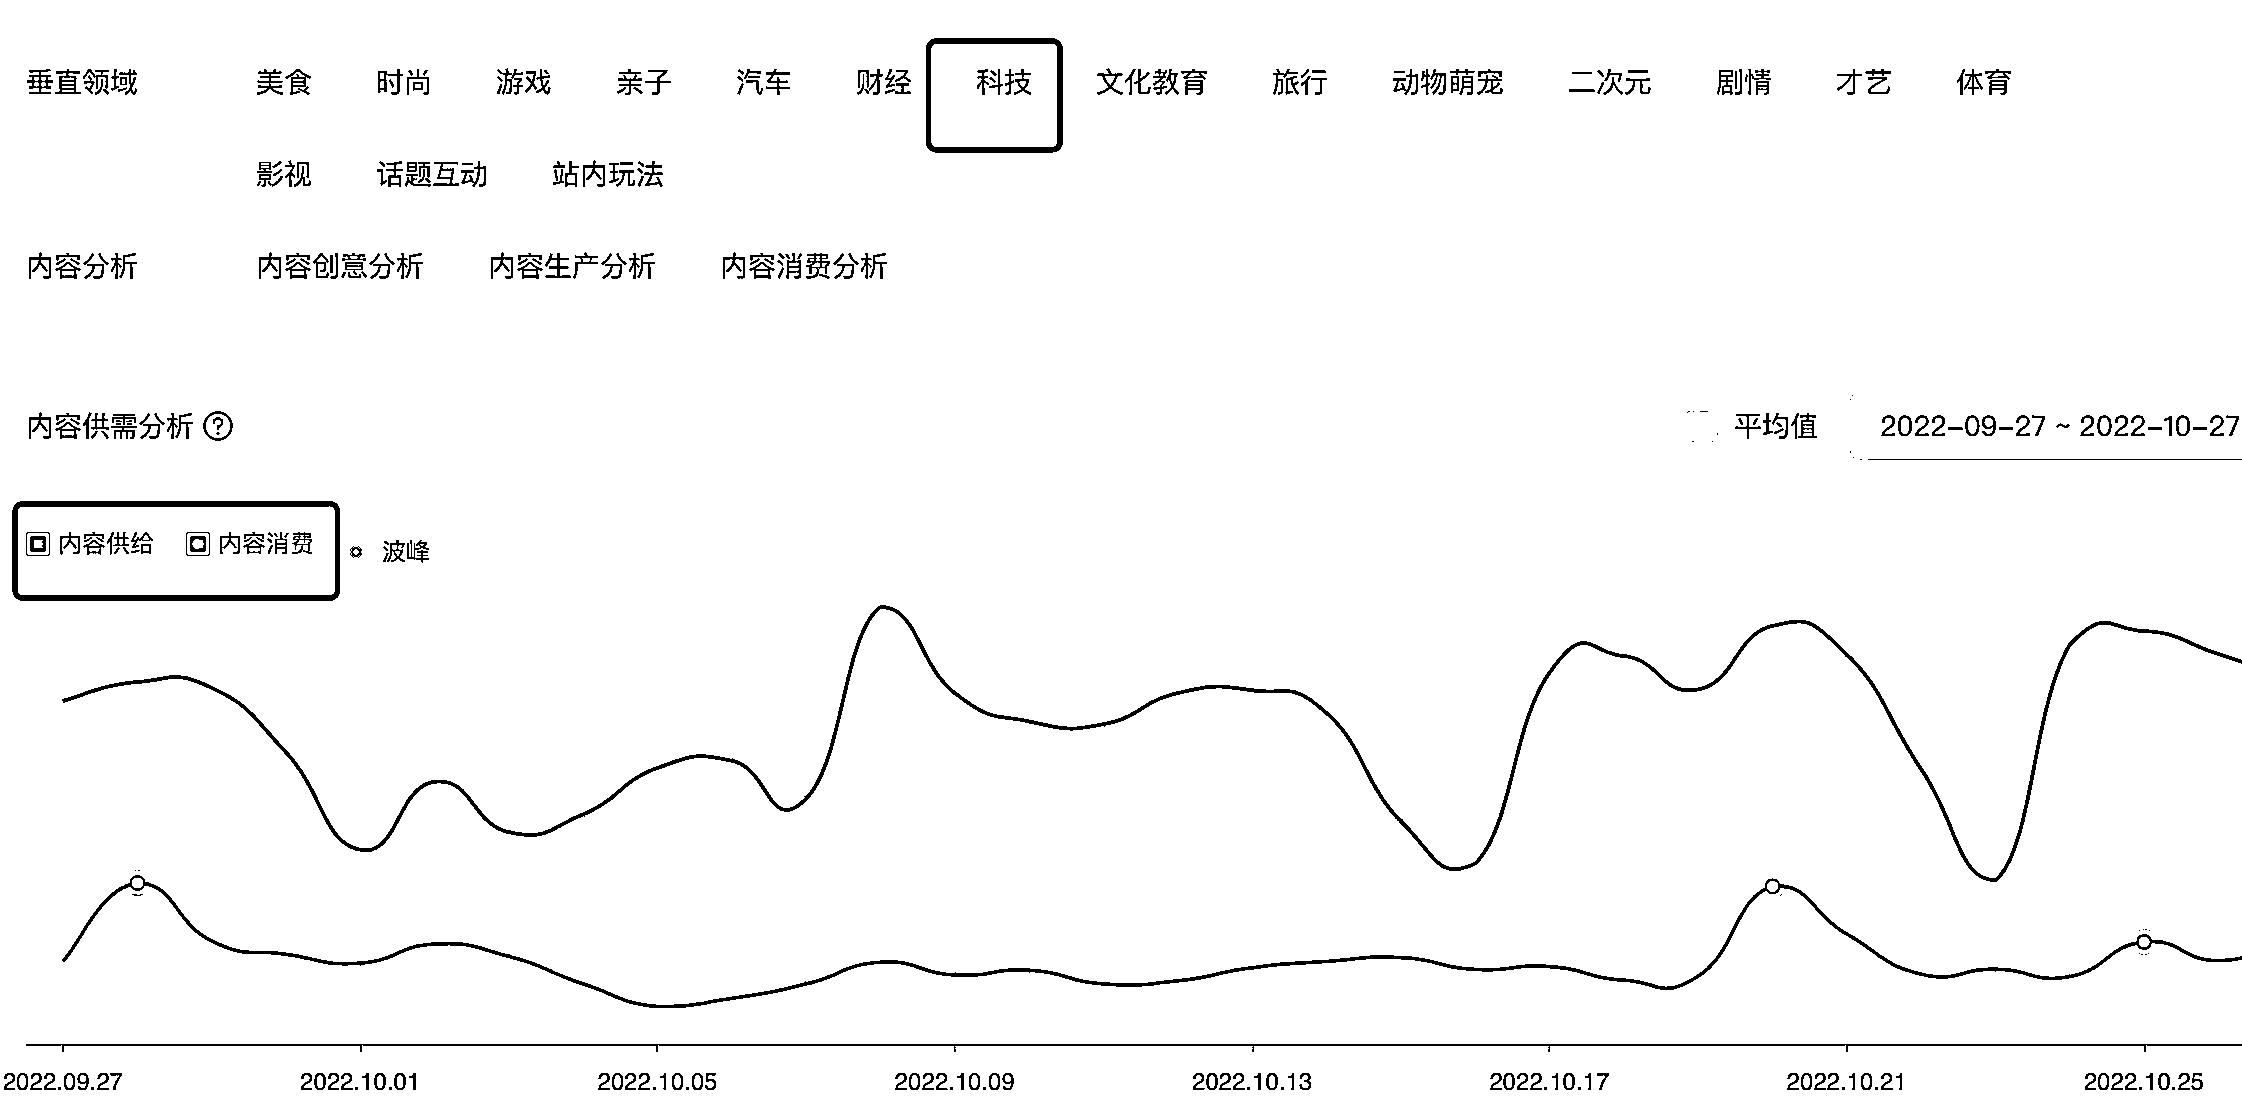 垂直领域 美食 时尚 游戏 亲子 汽车 财经 科技 文化教育 旅行 动物萌宠 二次元 剧情 才艺 体育
影视 话题互动 站内玩法
内容分析 内容创意分析 内容生产分析 内容消费分析
内容供需分析 ? 平均值 2022-09-27 ~ 2022-10-27
内容供给 内容消费 波峰
2022.09.27 2022.10.01 2022.10.05 2022.10.09 2022.10.13 2022.10.17 2022.10.21 2022.10.25